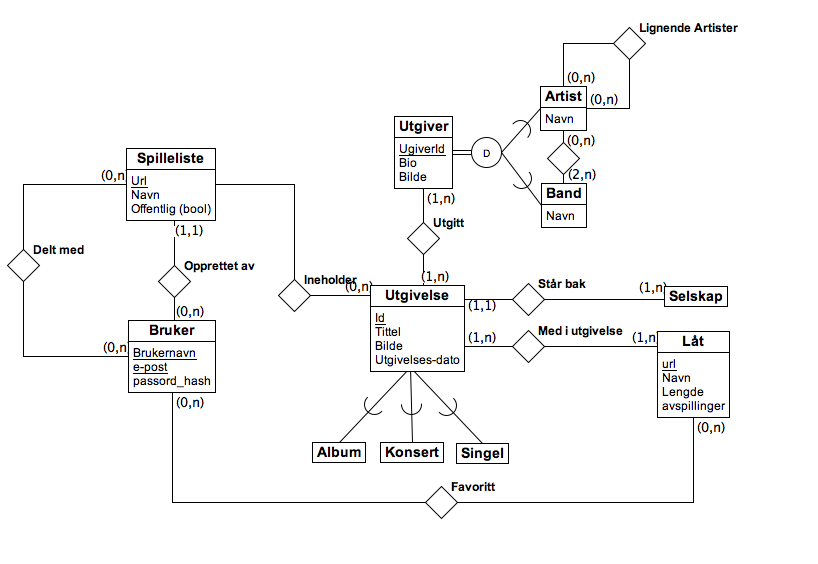 Lignende Artister
(0,n)
Artist
(0,n)
Navn
Utgiver
(0,n)
UgiverId
Bio
Bilde
D
Spilleliste
(0,n
Url
Navn
Offentlig (bool)
(2,n)
Band
Navn
(1,n)
(1,1)
Utgitt
Delt med
Opprettet av
(1,n)
Ineholder
(0,n)
Står bak
(1,n)
Utgivelse
Selskap
(1,1)
(0,n)
Id
Tittel
Bilde
Utgivelses-dato
Bruker
(0,n
Brukernavn
e-post
passord_hash
(1,n)
Med i utgivelse
(1,n
Låt
url
Navn
Lengde
avspillinger
(0,n)
(0,n)
Album
Konsert
Singel
Favoritt